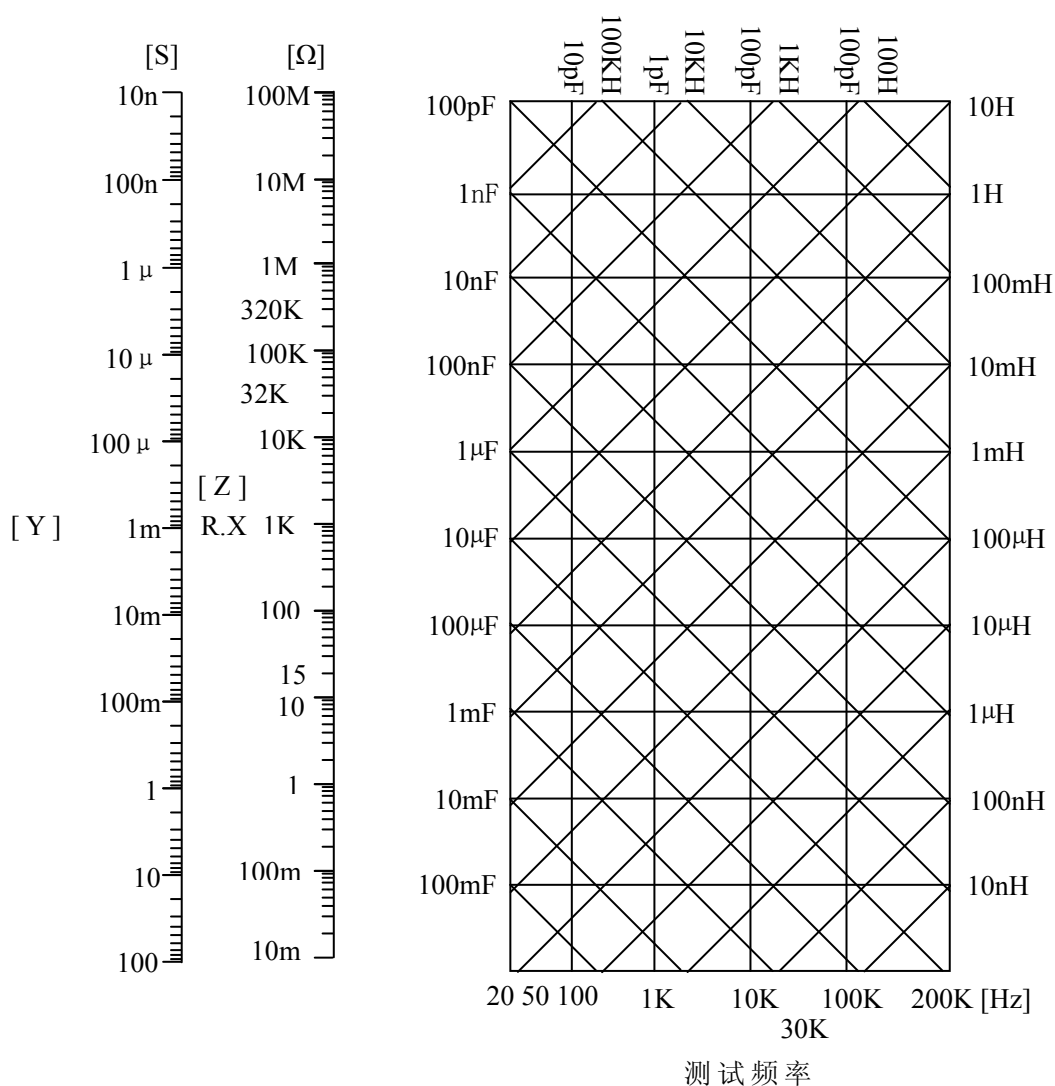 [S]
10n
100n
1 μ
10 μ
100 μ
1m
10m
100m
1
10
100
[ Y ]
[Ω]
100M
10M
1M
320K
100K
32K
10K
[ Z ]
R.X 1K
100
15
10
1
100m
10m
10pF
100KH
1pF
10KH
100pF
1KH
100pF
100H
100pF
1nF
10nF
100nF
1μF
10μF
100μF
1mF
10mF
100mF
10H
1H
100mH
10mH
1mH
100μH
10μH
1μH
100nH
10nH
20 50 100 1K 10K 100K 200K [Hz]
30K
测试频率